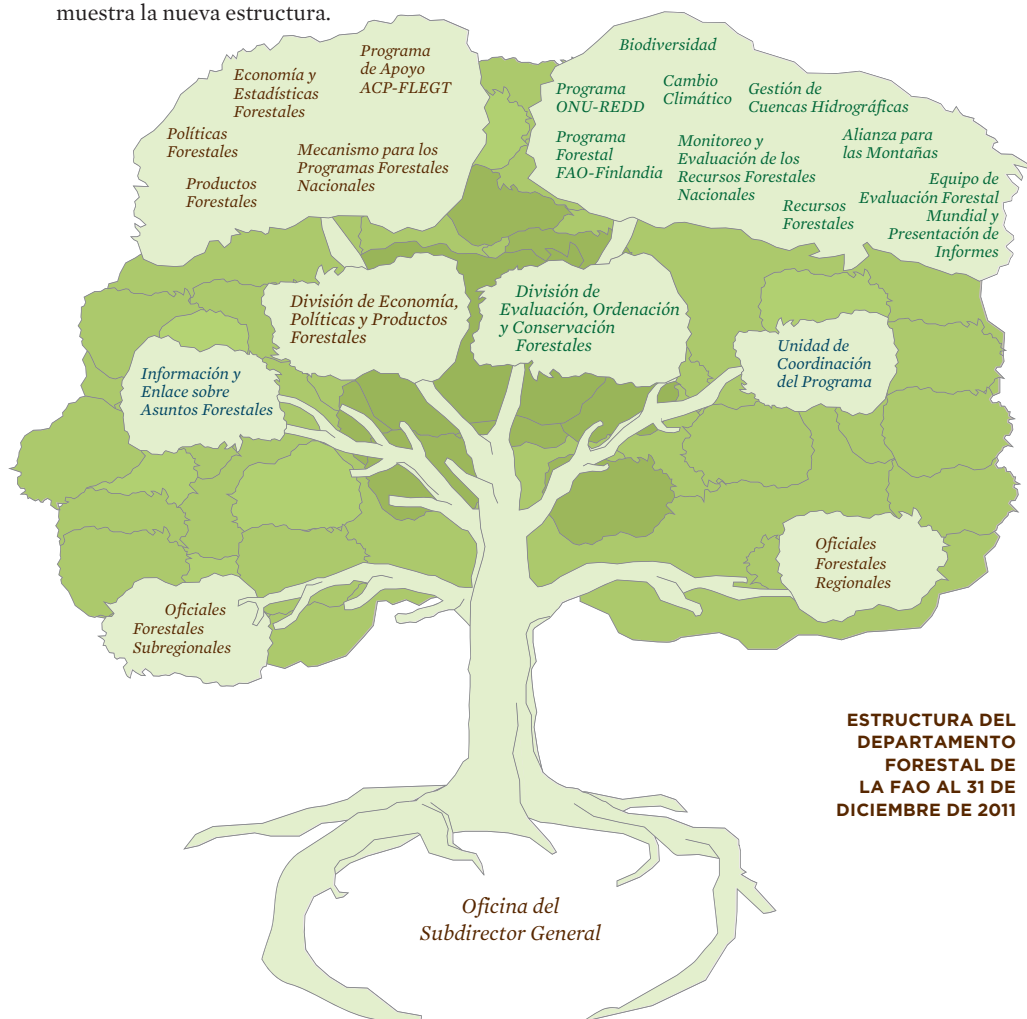 muestra la nueva estructura.
Programa
de Apoyo
ACP-FLEGT
Economía y
Estadísticas
Forestales
Políticas
Forestales
Mecanismo para los
Programas Forestales
Nacionales
Productos
Forestales
Biodiversidad
Programa
ONU-REDD
Cambio
Climático
Gestión de
Cuencas Hidrográficas
Programa
Forestal
FAO-Finlandia
Monitoreo y
Evaluación de los
Recursos Forestales
Nacionales
Alianza para
las Montañas
Recursos
Forestales
Equipo de
Evaluación Forestal
Mundial y
Presentación de
Informes
División de Economía,
Políticas y Productos
Forestales
División de
Evaluación, Ordenación
y Conservación
Forestales
Información y
Enlace sobre
Asuntos Forestales
Unidad de
Coordinación
del Programa
Oficiales
Forestales
Subregionales
Oficiales
Forestales
Regionales
ESTRUCTURA DEL
DEPARTAMENTO
FORESTAL DE
LA FAO AL 31 DE
DICIEMBRE DE 2011
Oficina del
Subdirector General